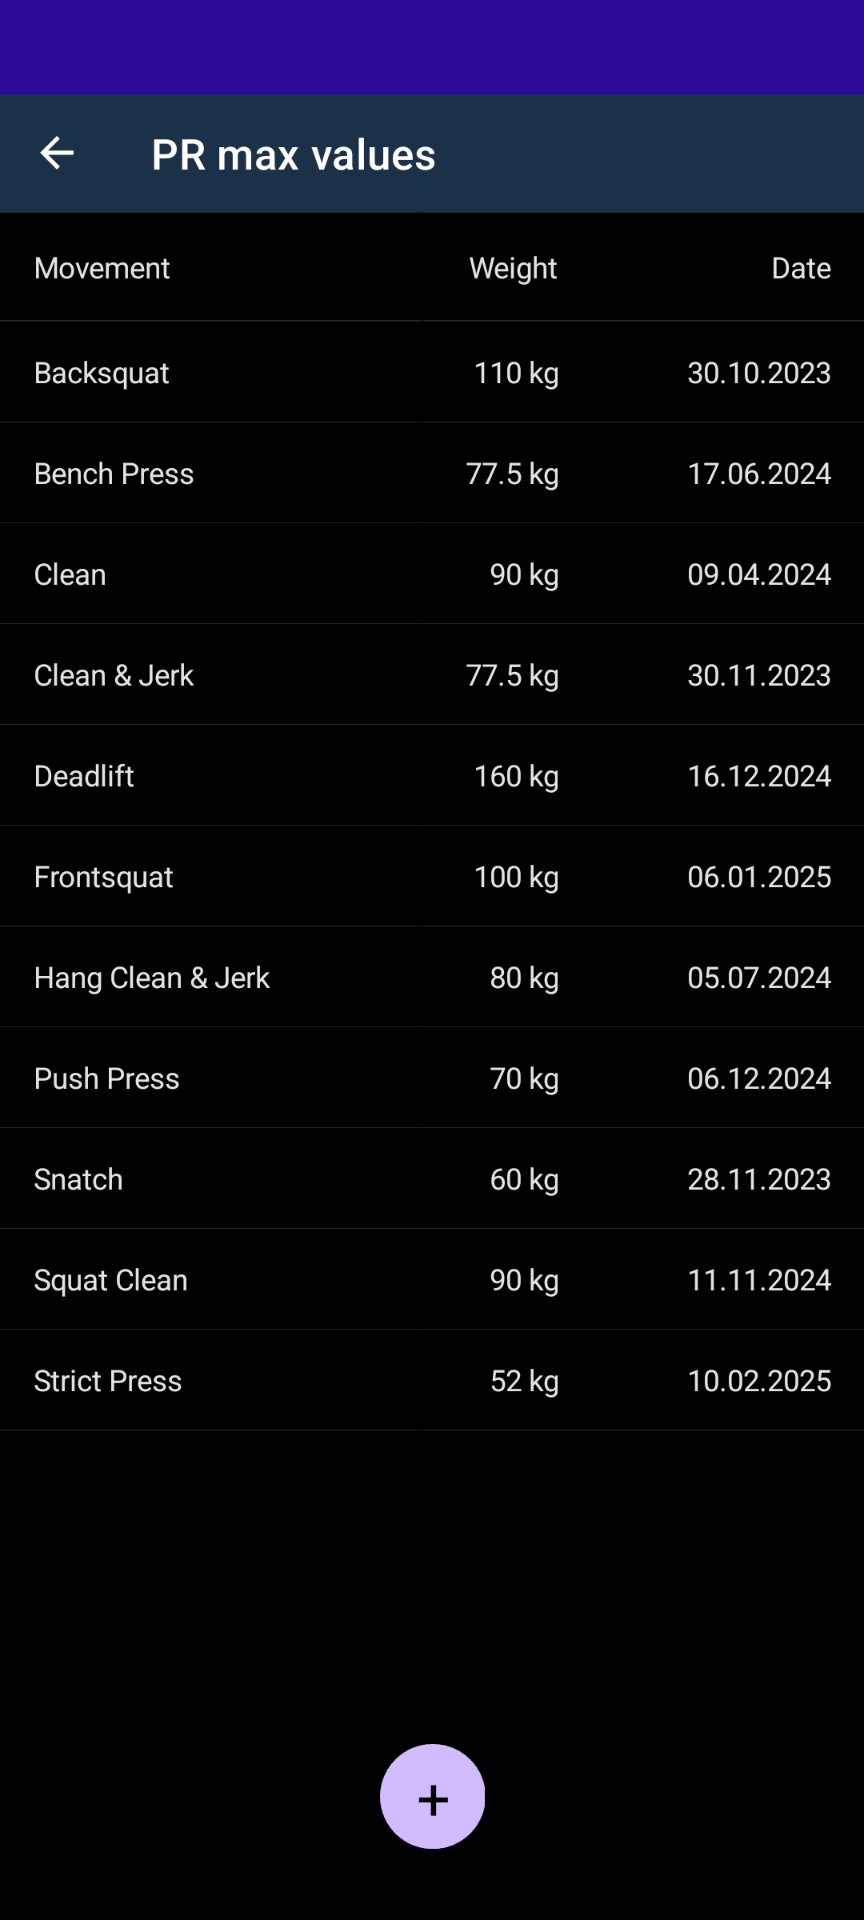 PR max values
Movement Weight Date
Backsquat 110 kg 30.10.2023
Bench Press 77.5 kg 17.06.2024
Clean 90 kg 09.04.2024
Clean & Jerk 77.5 kg 30.11.2023
Deadlift 160 kg 16.12.2024
Frontsquat 100 kg 06.01.2025
Hang Clean & Jerk 80 kg 05.07.2024
Push Press 70 kg 06.12.2024
Snatch 60 kg 28.11.2023
Squat Clean 90 kg 11.11.2024
Strict Press 52 kg 10.02.2025
+